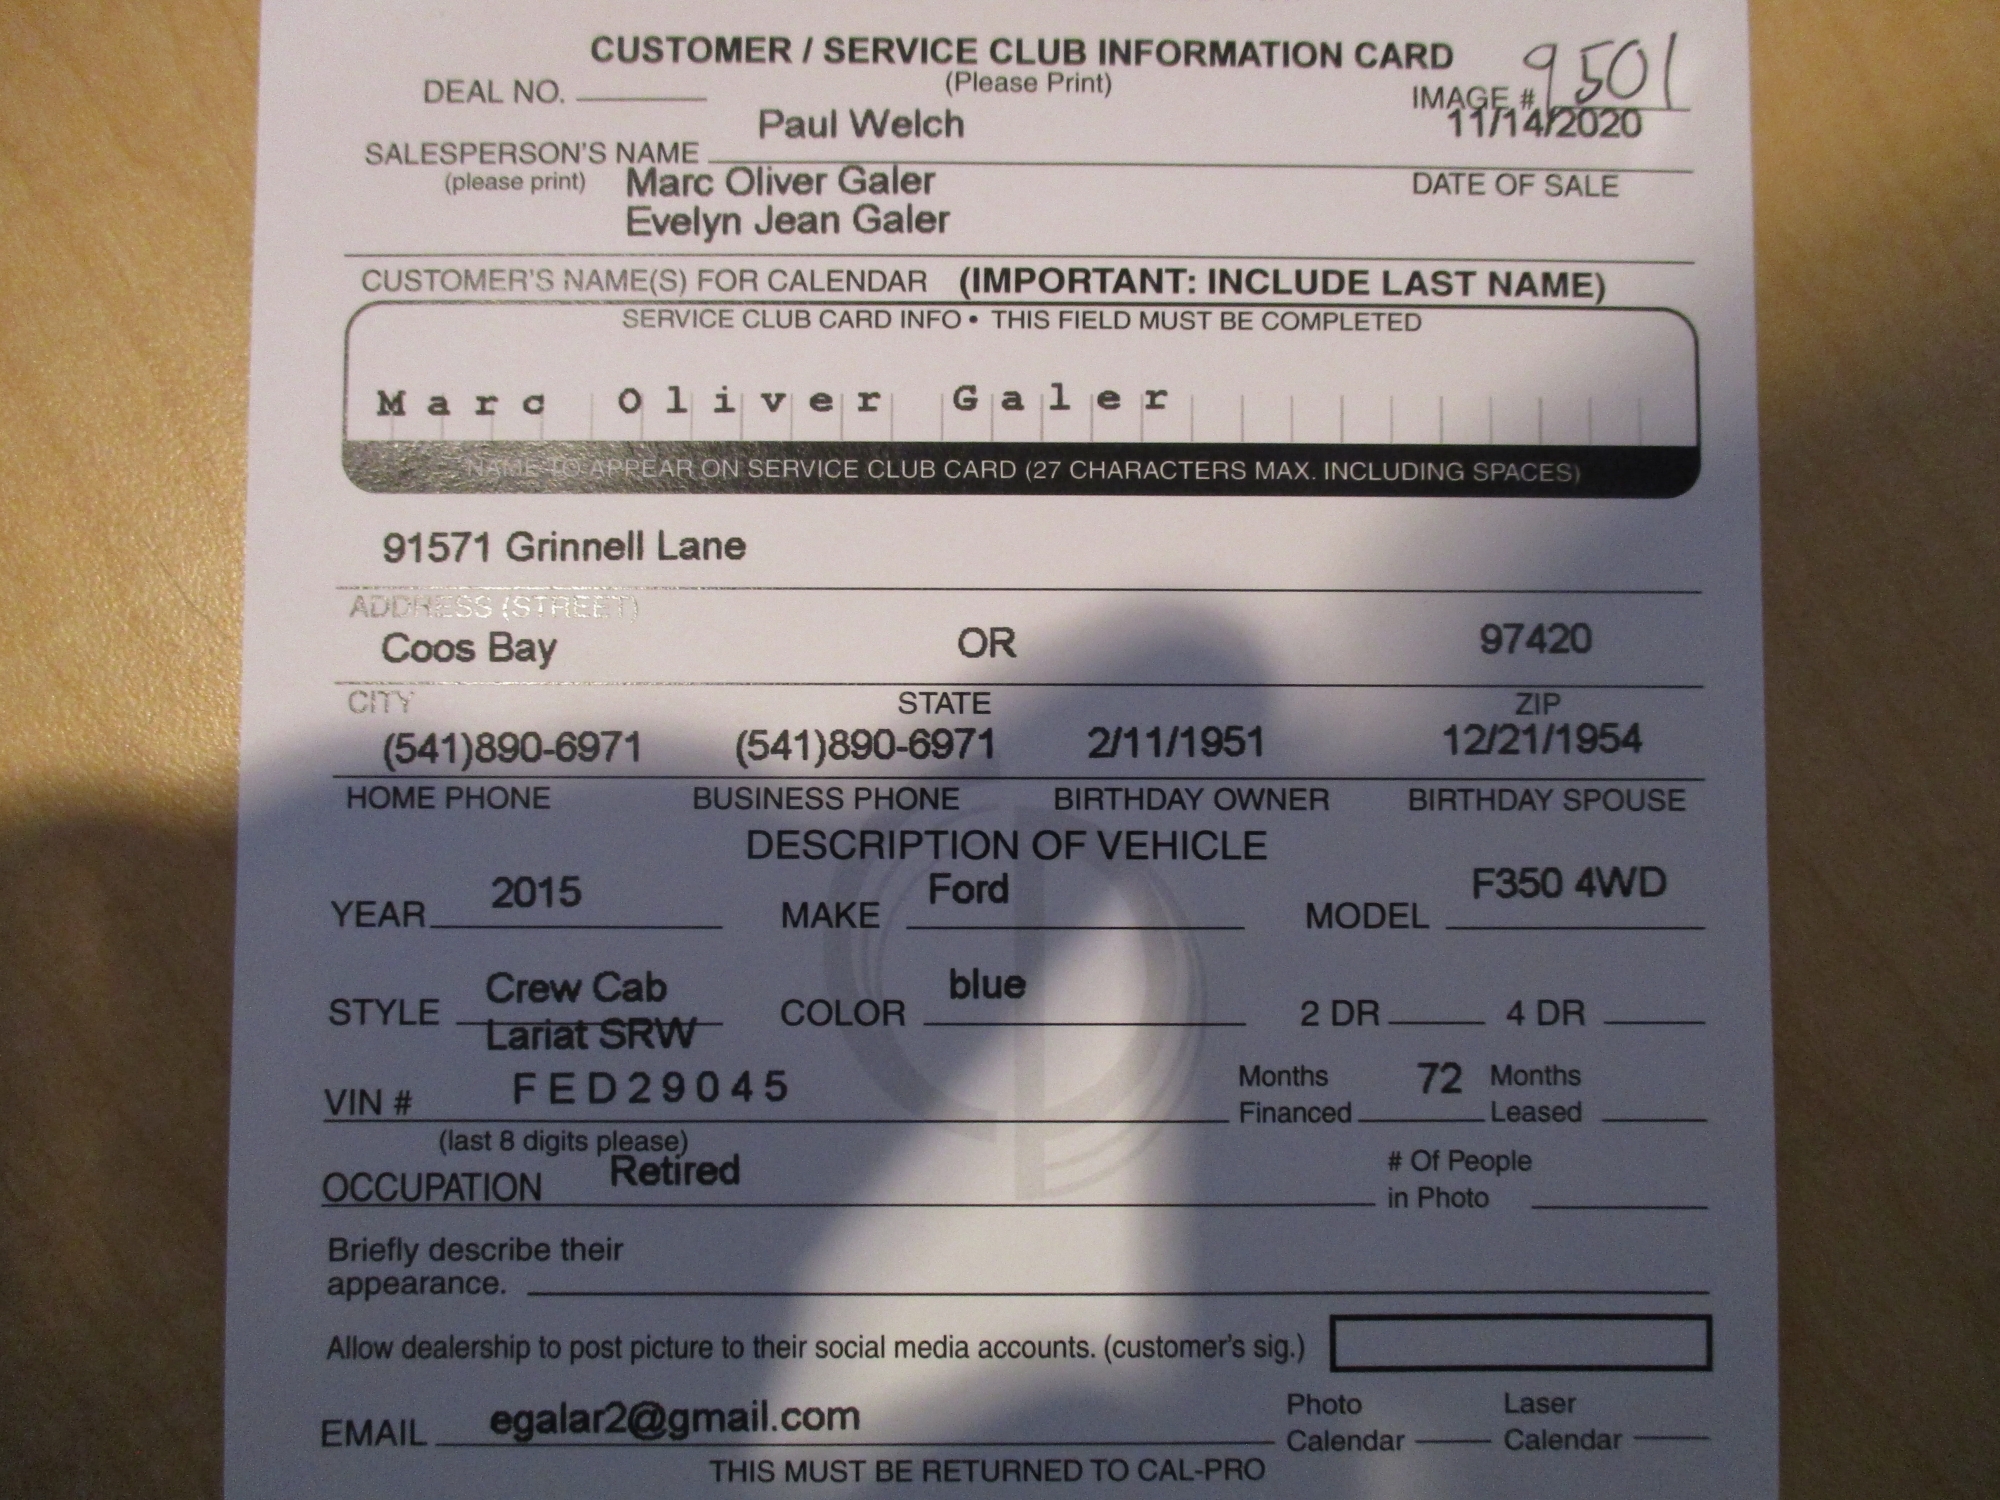 CUSTOMER / SERVICE CLUB INFORMATION CARD
(Please Print)
DEAL NO. IMAGE # 9501
Paul Welch 11/14/2020
SALESPERSON'S NAME
(please print) DATE OF SALE
Marc Oliver Galer
Evelyn Jean Galer
CUSTOMER'S NAME(S) FOR CALENDAR (IMPORTANT: INCLUDE LAST NAME)
SERVICE CLUB CARD INFO • THIS FIELD MUST BE COMPLETED
Marc Oliver Galer
NAME TO APPEAR ON SERVICE CLUB CARD (27 CHARACTERS MAX. INCLUDING SPACES)
91571 Grinnell Lane
ADDRESS (STREET)
Coos Bay OR 97420
CITY STATE ZIP
(541)890-6971 (541)890-6971 2/11/1951 12/21/1954
HOME PHONE BUSINESS PHONE BIRTHDAY OWNER BIRTHDAY SPOUSE
DESCRIPTION OF VEHICLE
YEAR 2015 MAKE Ford MODEL F350 4WD
STYLE Crew Cab COLOR blue 2 DR 4 DR
Lariat SRW
VIN # FED29045 Months Financed 72 Months Leased
(last 8 digits please)
OCCUPATION Retired # Of People in Photo
Briefly describe their
appearance.
Allow dealership to post picture to their social media accounts. (customer's sig.)
EMAIL egalar2@gmail.com Photo Calendar Laser Calendar
THIS MUST BE RETURNED TO CAL-PRO